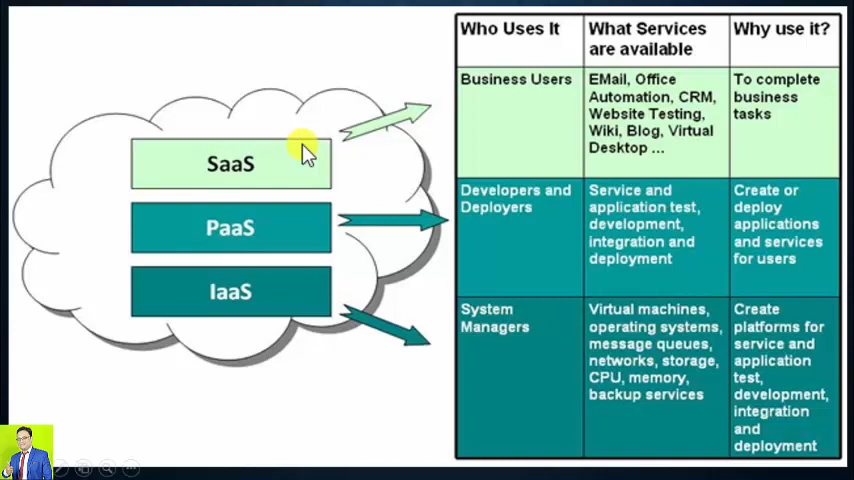 SaaS
PaaS
IaaS
Who Uses It
What Services
are available
Why use it?
Business Users
EMail, Office
Automation, CRM,
Website Testing,
Wiki, Blog, Virtual
Desktop ...
To complete
business
tasks
Developers and
Deployers
Service and
application test,
development,
integration and
deployment
Create or
deploy
applications
and services
for users
System
Managers
Virtual machines,
operating systems,
message queues,
networks, storage,
CPU, memory,
backup services
Create
platforms for
service and
application
test,
development,
integration
and
deployment